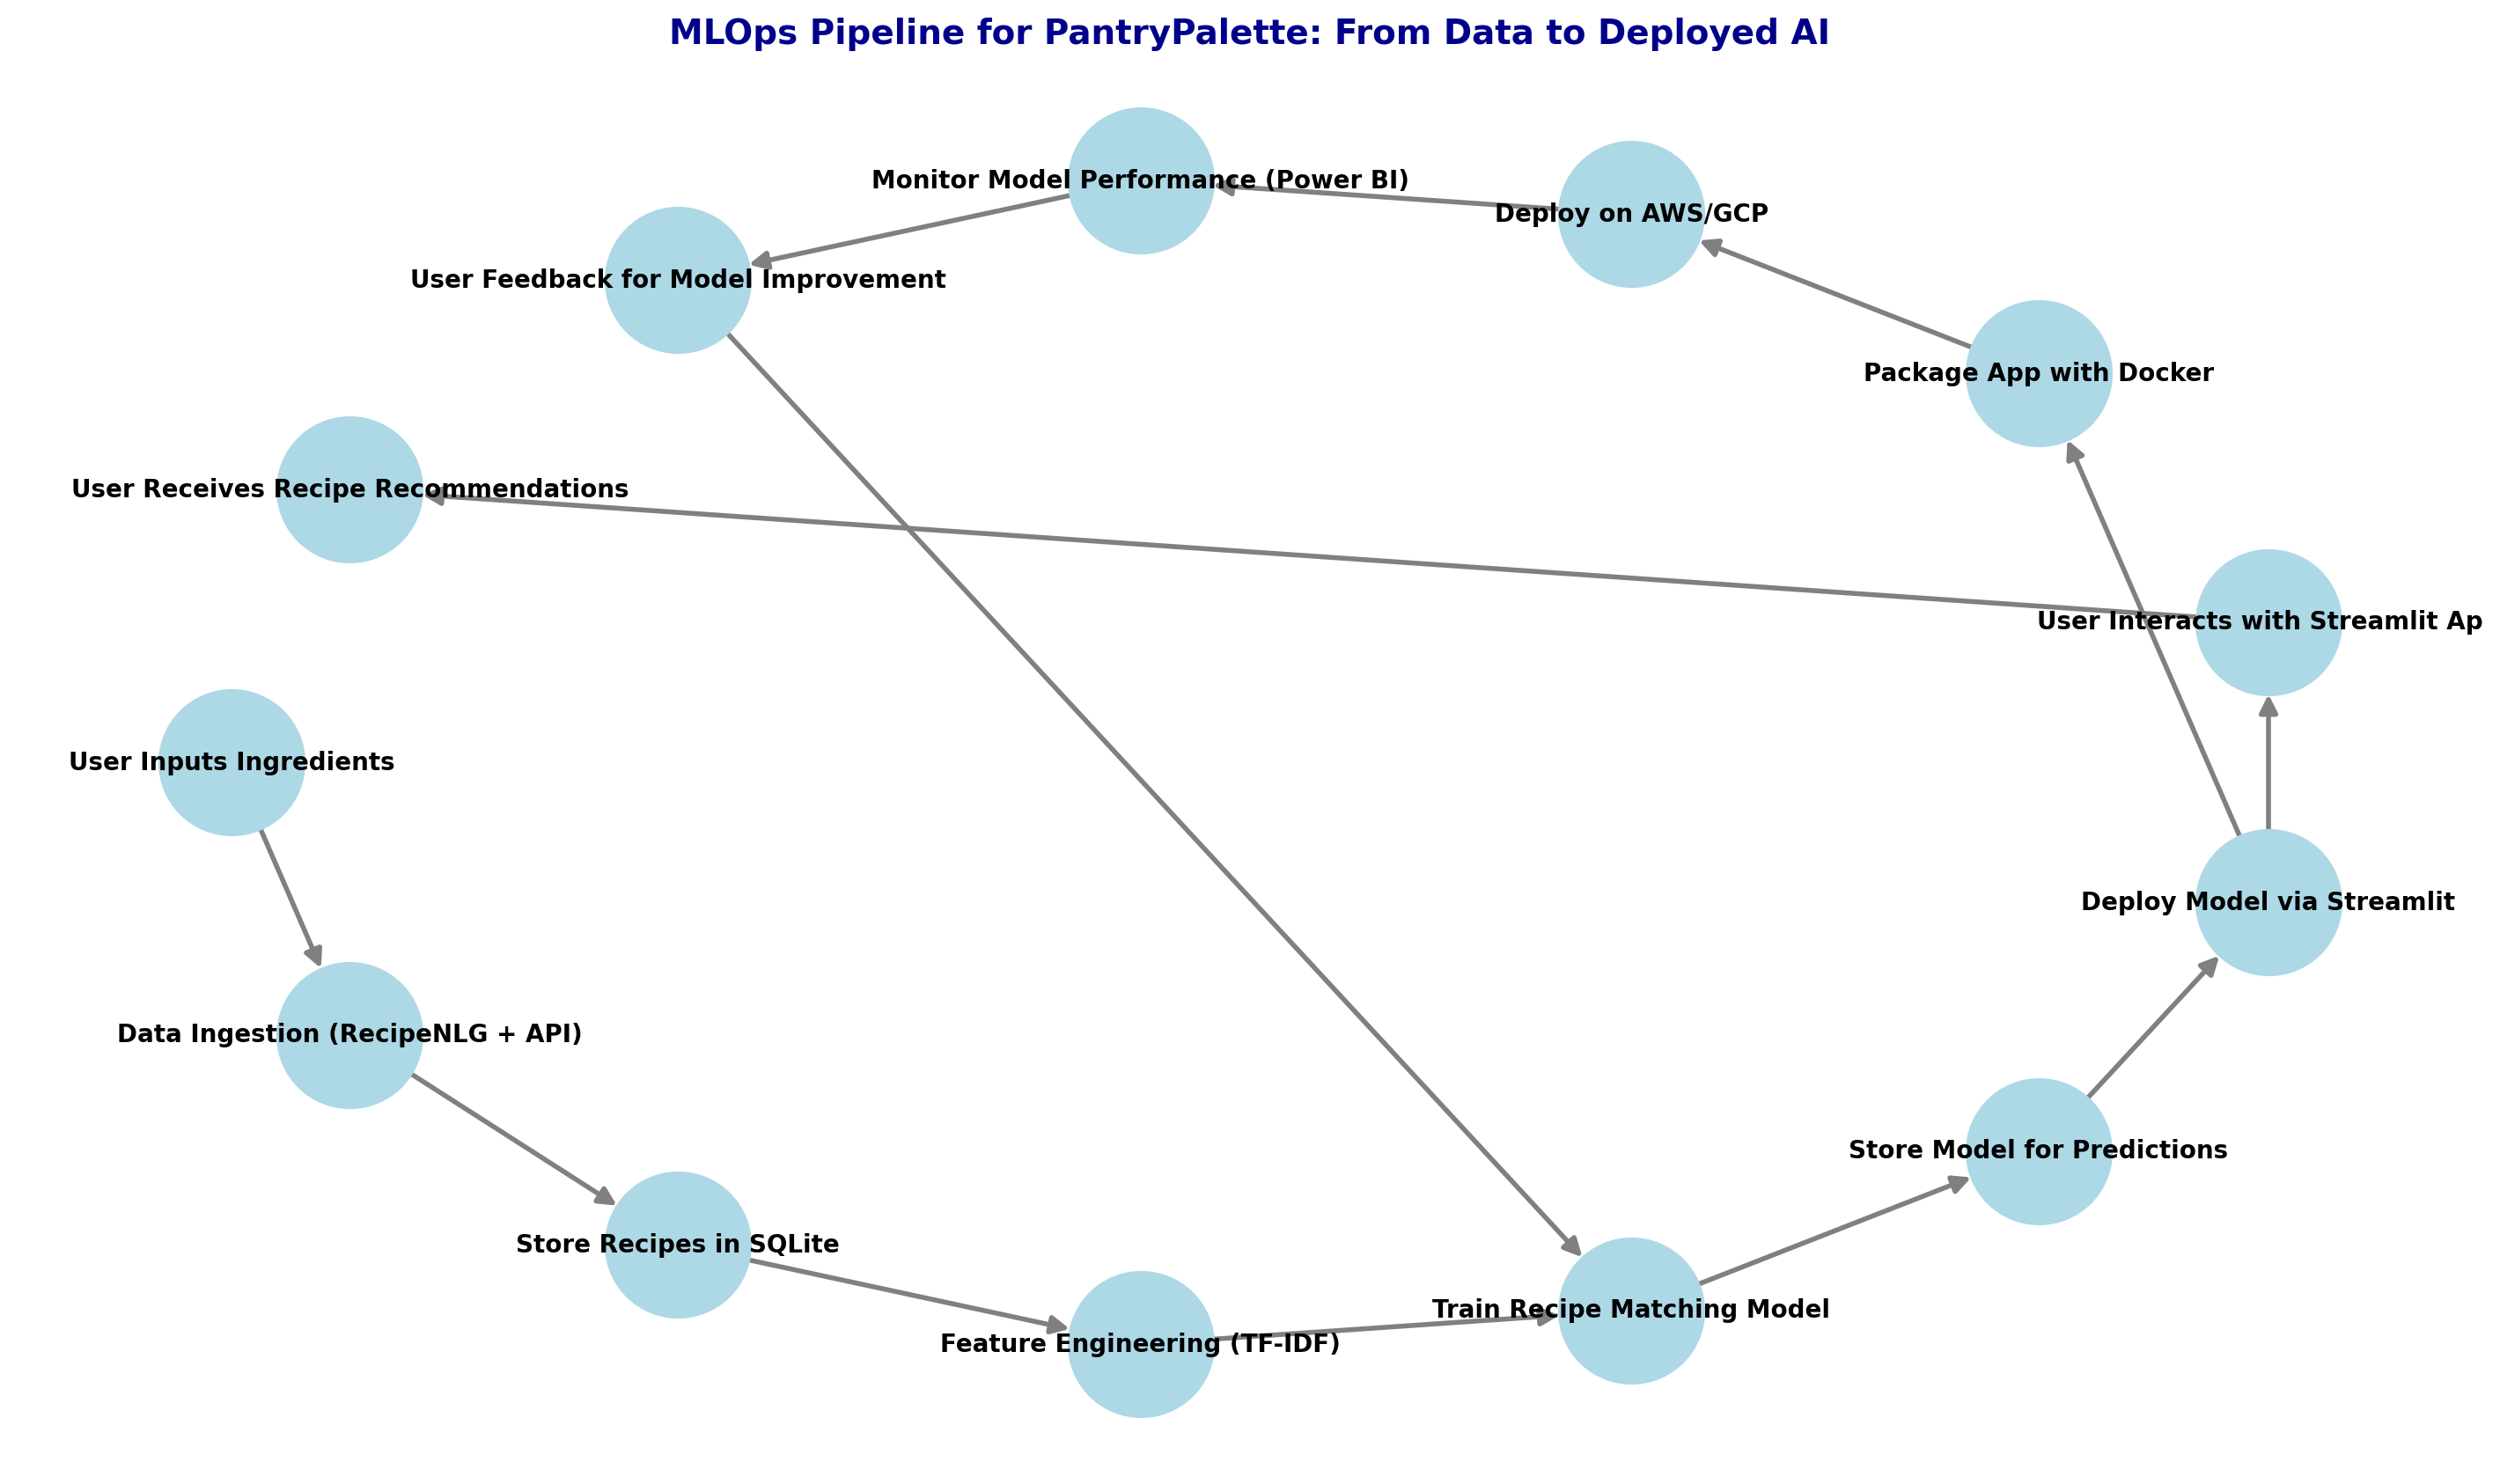 MLOps Pipeline for PantryPalette: From Data to Deployed AI
Monitor Model Performance (Power BI)
Deploy on AWS/GCP
User Feedback for Model Improvement
Package App with Docker
User Receives Recipe Recommendations
User Interacts with Streamlit Ap
User Inputs Ingredients
Deploy Model via Streamlit
Data Ingestion (RecipeNLG + API)
Store Model for Predictions
Store Recipes in SQLite
Train Recipe Matching Model
Feature Engineering (TF-IDF)